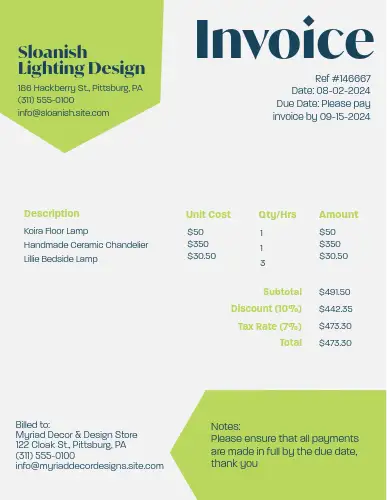 Sloanish
Lighting Design
186 Hackberry St., Pittsburg, PA
(311) 555-0100
info@sloanish.site.com
Invoice
Ref #146667
Date: 08-02-2024
Due Date: Please pay
invoice by 09-15-2024
Description Unit Cost Qty/Hrs Amount
Koira Floor Lamp $50 1 $50
Handmade Ceramic Chandelier $350 1 $350
Lillie Bedside Lamp $30.50 3 $30.50
Subtotal $491.50
Discount (10%) $442.35
Tax Rate (7%) $473.30
Total $473.30
Billed to:
Myriad Decor & Design Store
122 Cloak St., Pittsburg, PA
(311) 555-0100
info@myriaddecordesigns.site.com
Notes:
Please ensure that all payments
are made in full by the due date,
thank you